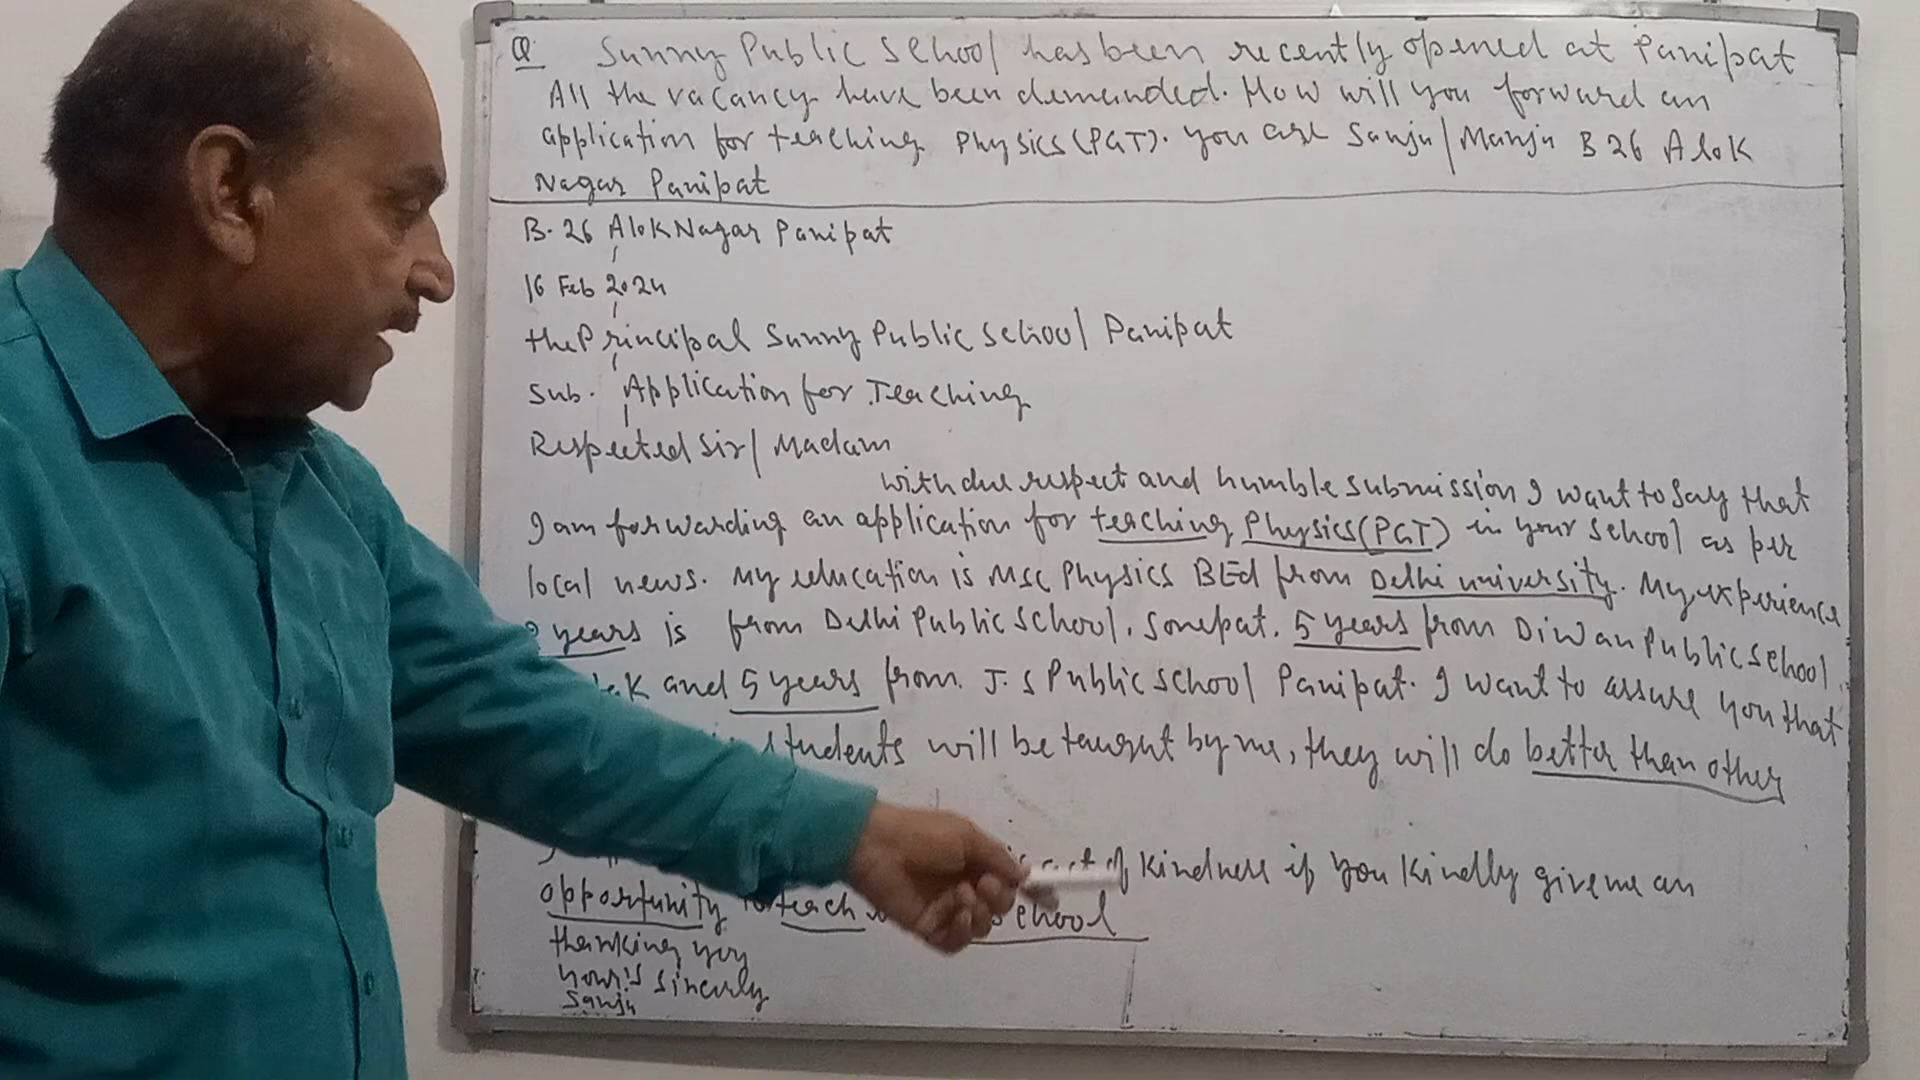 Q Sunny Public School has been recently opened at Panipat
All the vacancy have been demanded. How will you forward an
application for teaching Physics (PGT). You are Sanju/Manju B 26 Alok
Nagar Panipat
B. 26 Alok Nagar Panipat
16 Feb 2024
the Principal Sunny Public School Panipat
Sub. Application for Teaching
Respected Sir/Madam
with due respect and humble submission I want to say that
I am forwarding an application for teaching Physics (PGT) in your school as per
local news. My education is MSc Physics BEd from Delhi university. My experience
years is from Delhi Public School. Sonepat. 5 years from Diwan Public School.
and 5 years from J.S Public School Panipat. I want to assure you that
students will be taught by me, they will do better than other
act of kindness if you kindly give me an
opportunity to teach school
thanking you
your's sincerly
Sanju